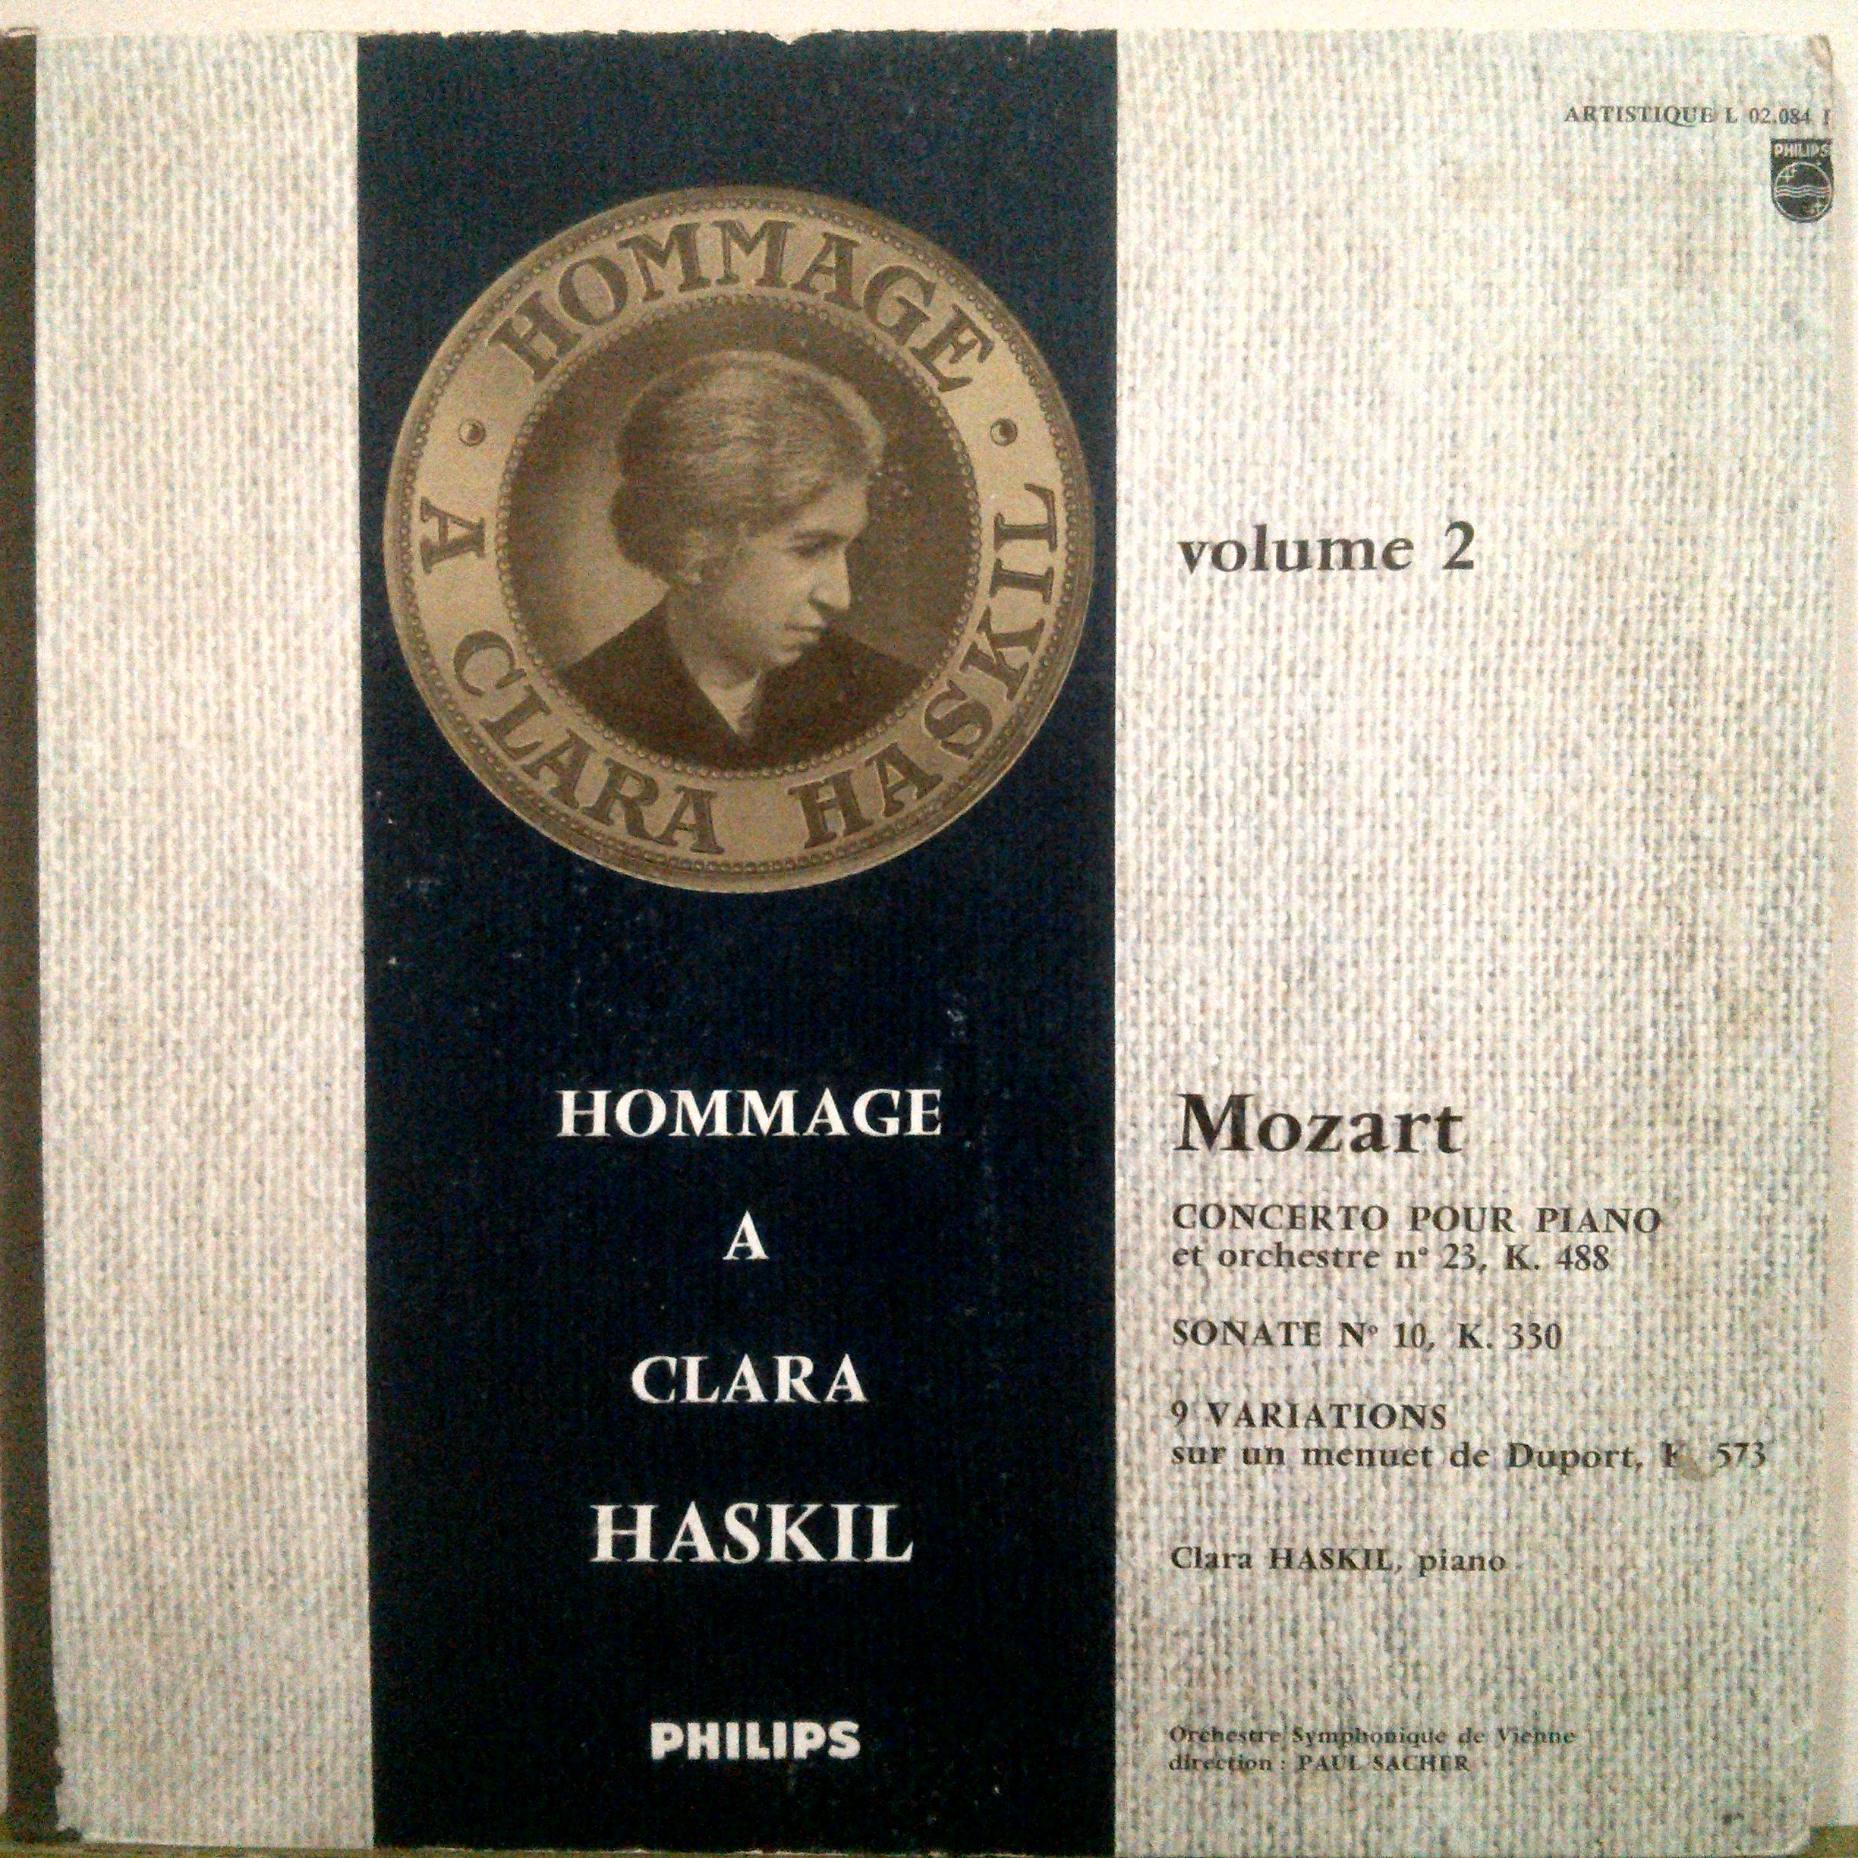 ARTISTIQUE L 02.084 L
PHILIPS
HOMMAGE
A CLARA HASKIL
volume 2
HOMMAGE
A
CLARA
HASKIL
PHILIPS
Mozart
CONCERTO POUR PIANO
et orchestre n° 23, K. 488
SONATE N° 10, K. 330
9 VARIATIONS
sur un menuet de Duport, K. 573
Clara HASKIL, piano
Orchestre Symphonique de Vienne
direction : PAUL SACHER